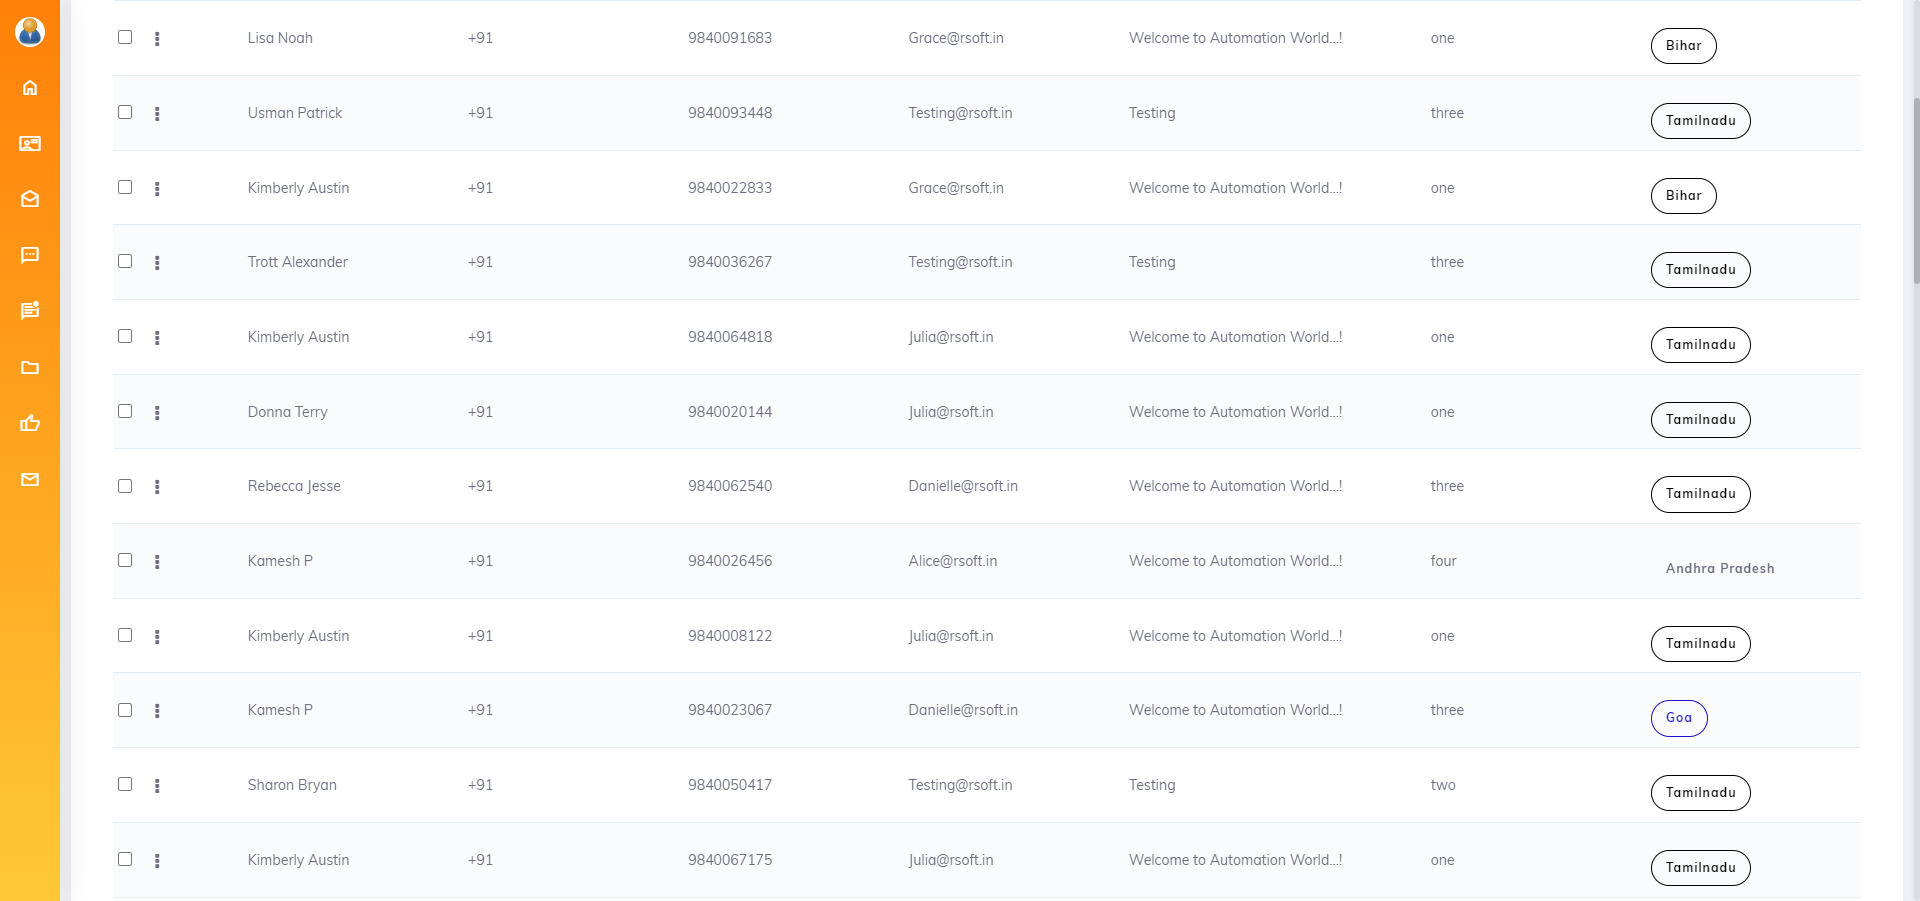 Lisa Noah +91 9840091683 Grace@rsoft.in Welcome to Automation World...! one Bihar
Usman Patrick +91 9840093448 Testing@rsoft.in Testing three Tamilnadu
Kimberly Austin +91 9840022833 Grace@rsoft.in Welcome to Automation World...! one Bihar
Trott Alexander +91 9840036267 Testing@rsoft.in Testing three Tamilnadu
Kimberly Austin +91 9840064818 Julia@rsoft.in Welcome to Automation World...! one Tamilnadu
Donna Terry +91 9840020144 Julia@rsoft.in Welcome to Automation World...! one Tamilnadu
Rebecca Jesse +91 9840062540 Danielle@rsoft.in Welcome to Automation World...! three Tamilnadu
Kamesh P +91 9840026456 Alice@rsoft.in Welcome to Automation World...! four Andhra Pradesh
Kimberly Austin +91 9840008122 Julia@rsoft.in Welcome to Automation World...! one Tamilnadu
Kamesh P +91 9840023067 Danielle@rsoft.in Welcome to Automation World...! three Goa
Sharon Bryan +91 9840050417 Testing@rsoft.in Testing two Tamilnadu
Kimberly Austin +91 9840067175 Julia@rsoft.in Welcome to Automation World...! one Tamilnadu